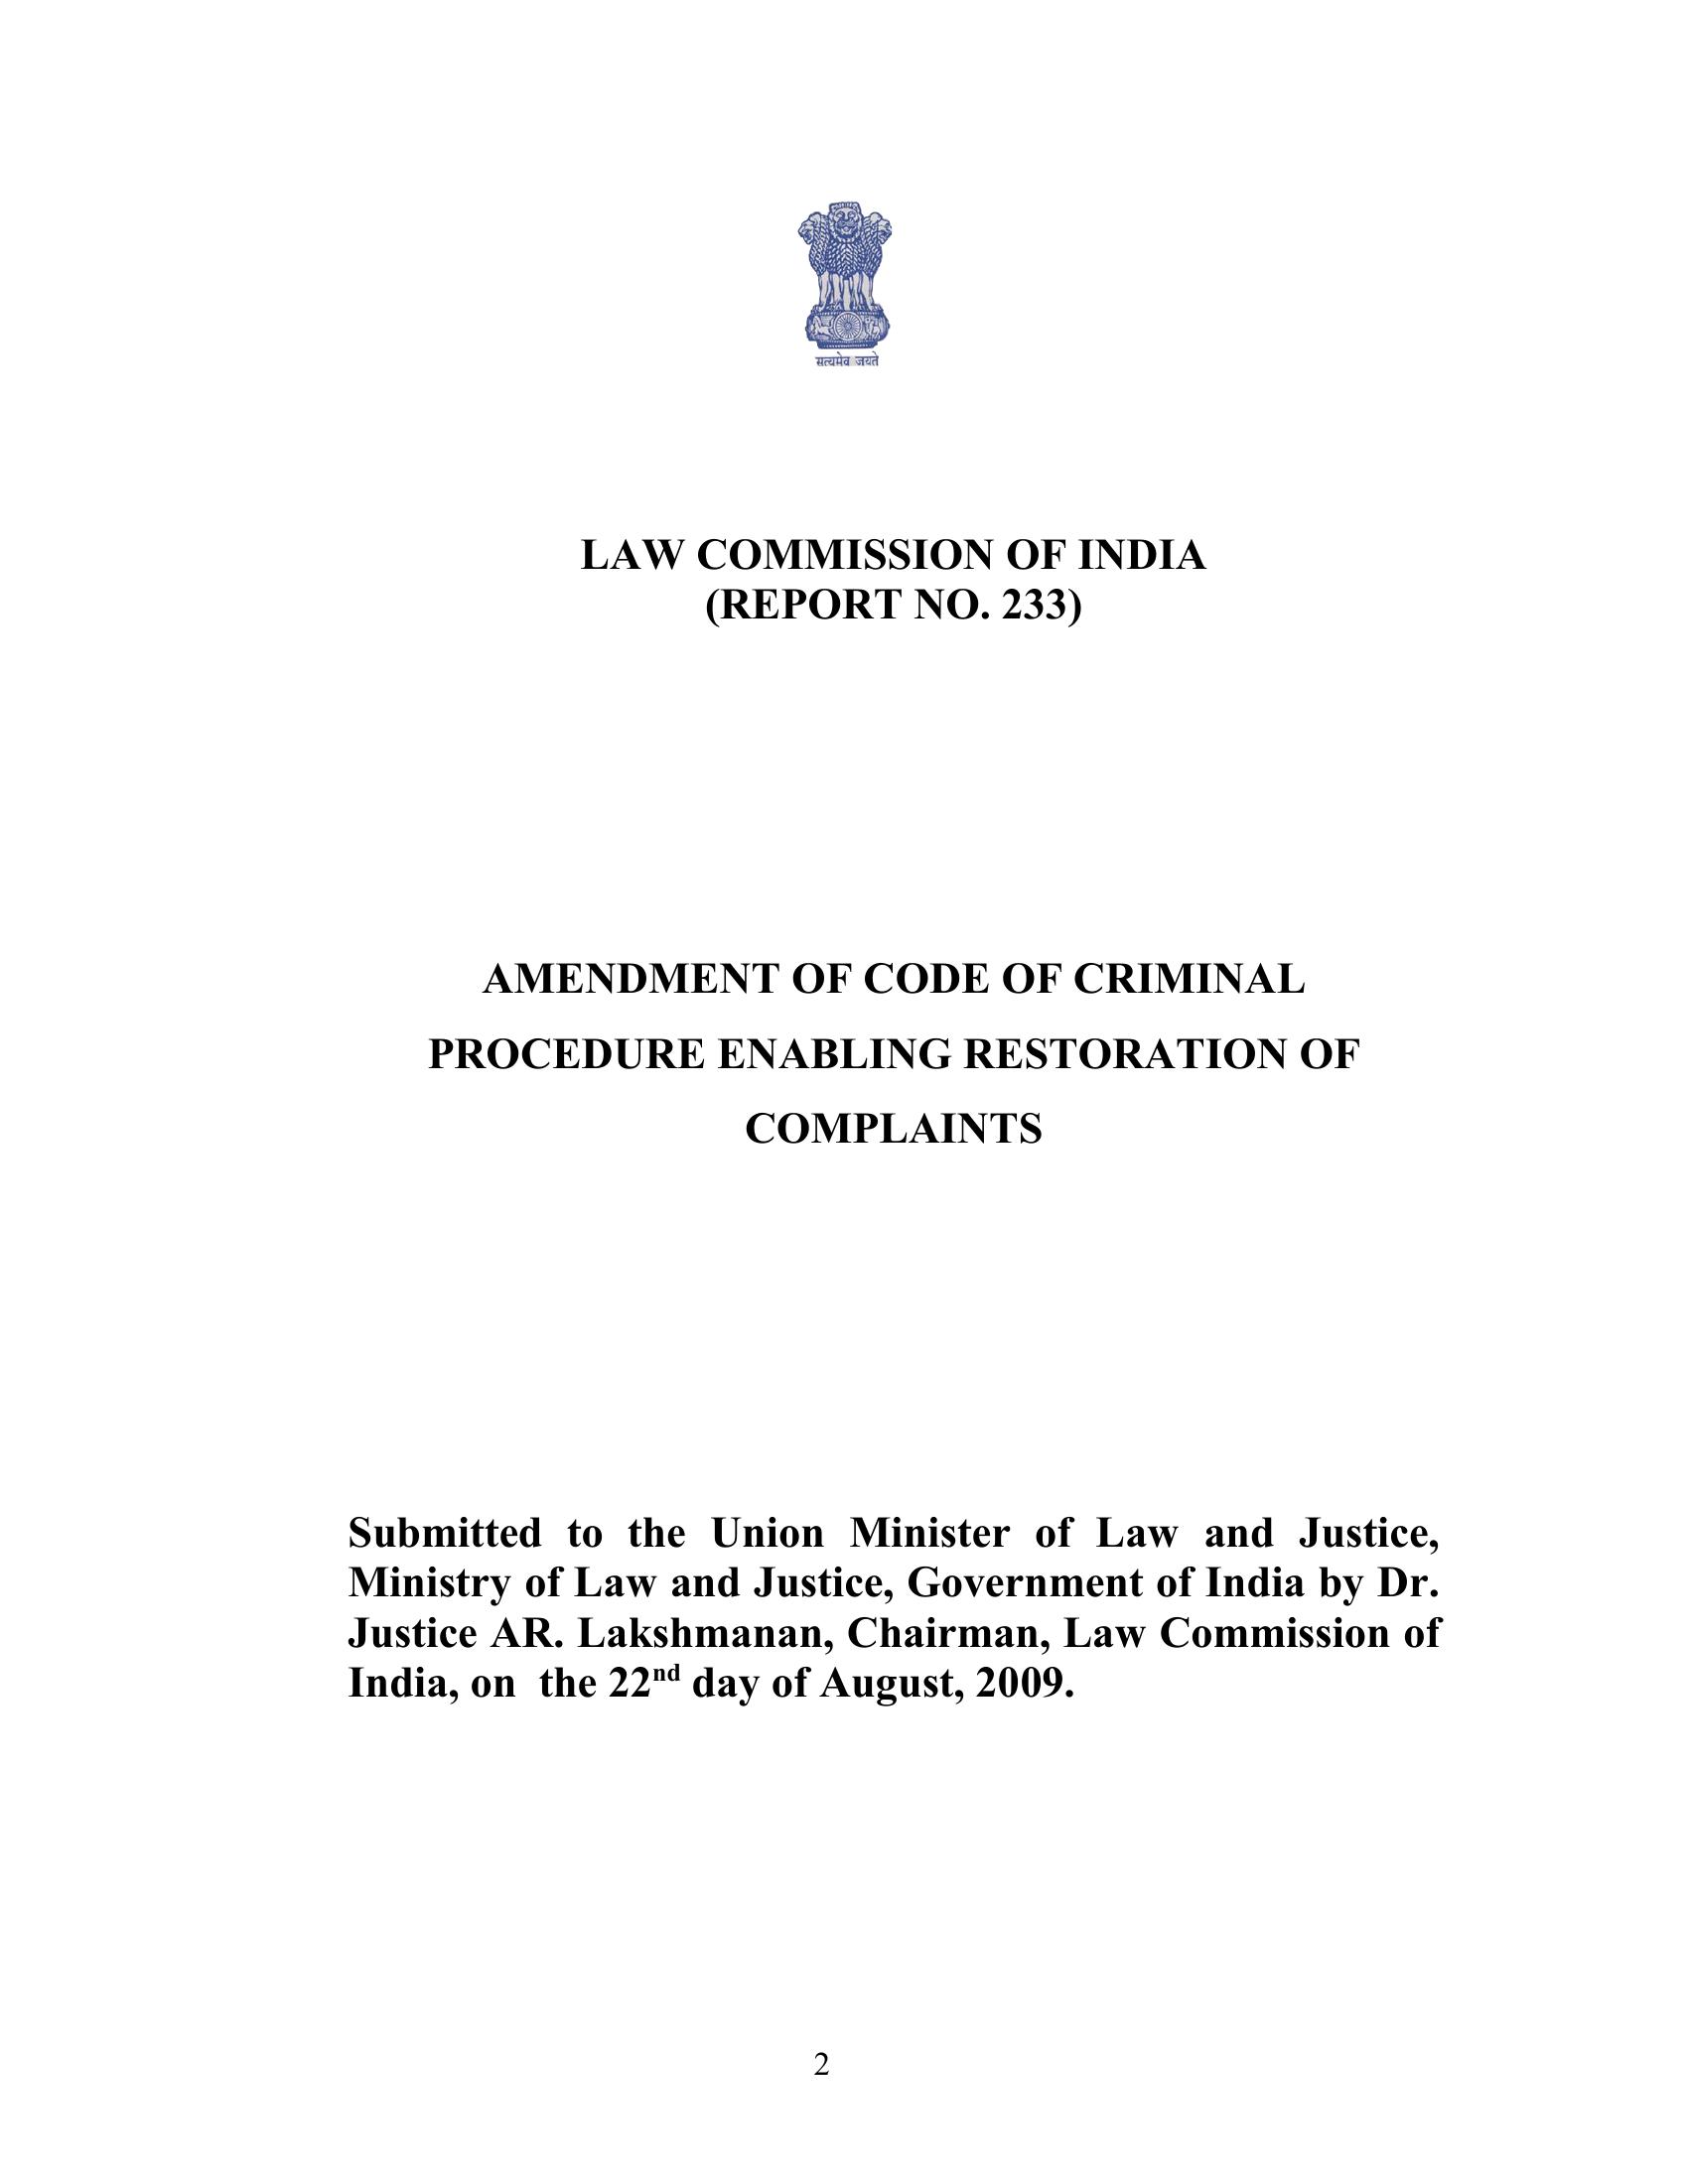 सत्यमेव जयते
LAW COMMISSION OF INDIA
(REPORT NO. 233)
AMENDMENT OF CODE OF CRIMINAL
PROCEDURE ENABLING RESTORATION OF
COMPLAINTS
Submitted to the Union Minister of Law and Justice,
Ministry of Law and Justice, Government of India by Dr.
Justice AR. Lakshmanan, Chairman, Law Commission of
India, on the 22nd day of August, 2009.
2